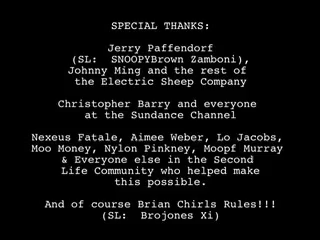 SPECIAL THANKS:
Jerry Paffendorf
(SL: SNOOPYBrown Zamboni),
Johnny Ming and the rest of
the Electric Sheep Company
Christopher Barry and everyone
at the Sundance Channel
Nexeus Fatale, Aimee Weber, Lo Jacobs,
Moo Money, Nylon Pinkney, Moopf Murray
& Everyone else in the Second
Life Community who helped make
this possible.
And of course Brian Chirls Rules!!!
(SL: Brojones Xi)